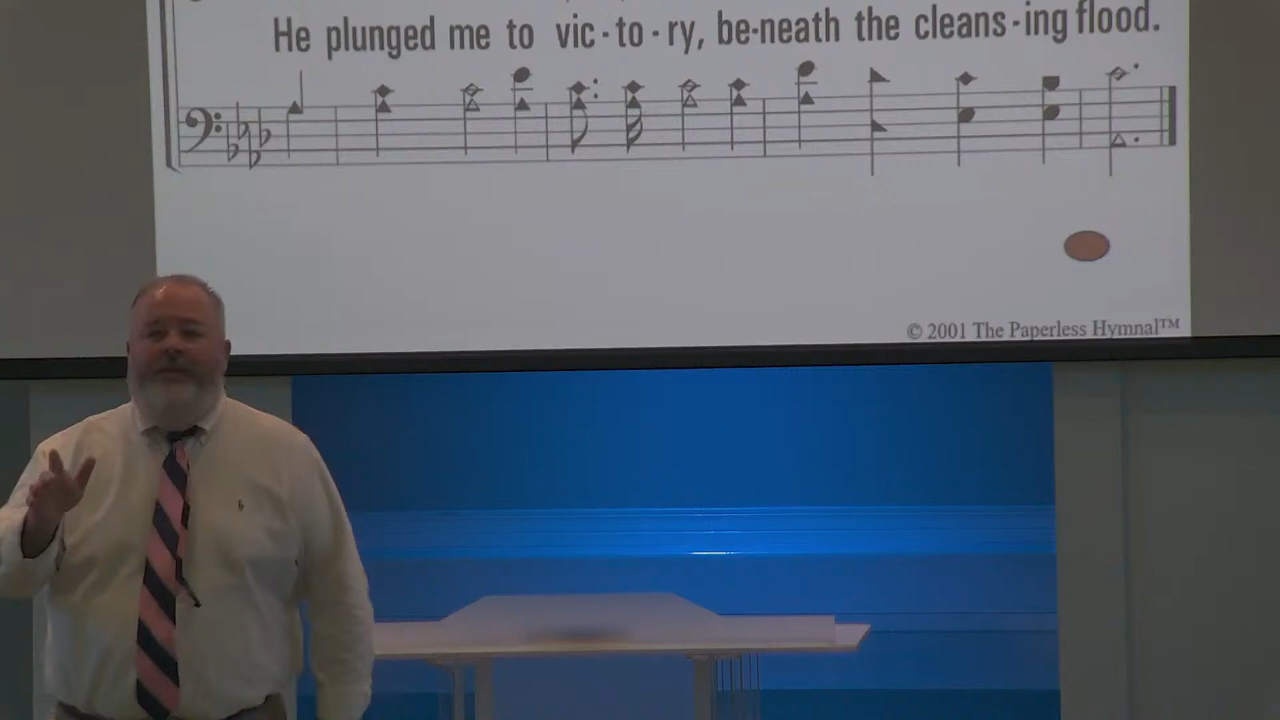 He plunged me to vic - to - ry, be-neath the cleans - ing flood.
© 2001 The Paperless Hymnal™